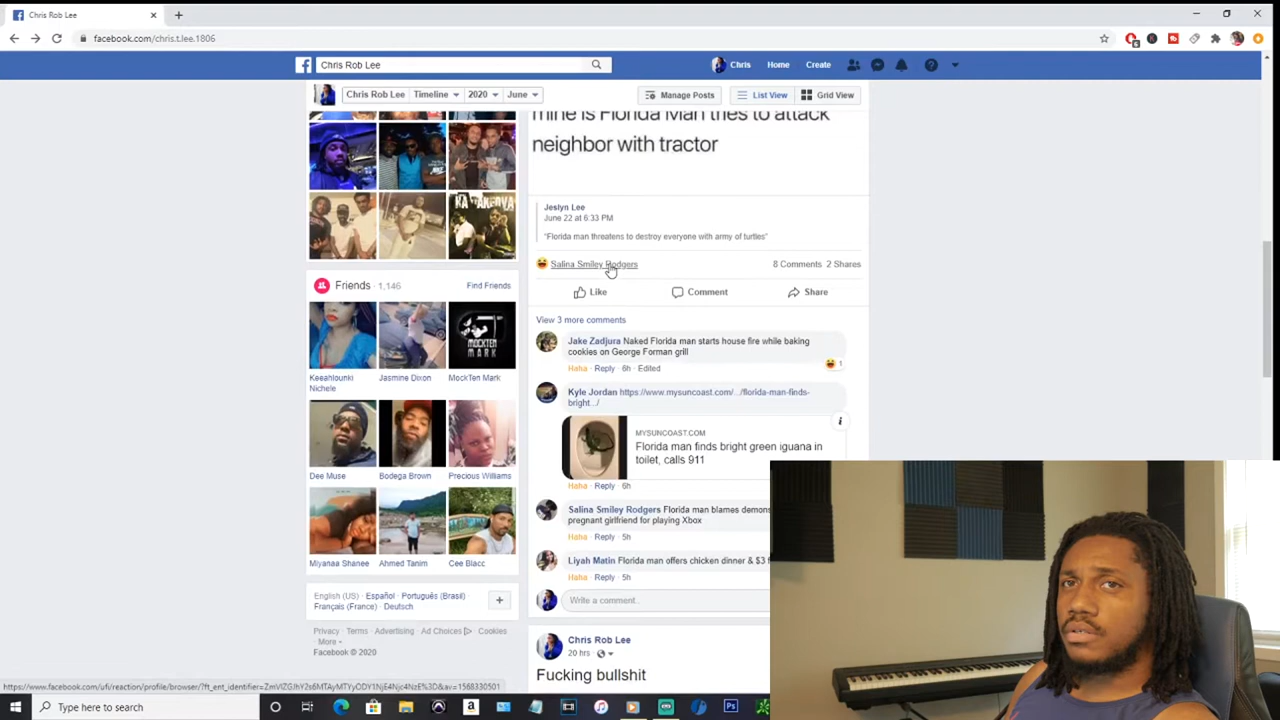 Chris Rob Lee
facebook.com/chris.t.lee.1806
6
Chris Rob Lee
Chris
Home
Create
Chris Rob Lee
Timeline
2020
June
Manage Posts
List View
Grid View
mine is Florida Man tries to attack
neighbor with tractor
Jeslyn Lee
June 22 at 6:33 PM
"Florida man threatens to destroy everyone with army of turtles"
Salina Smiley Rodgers
8 Comments 2 Shares
Like
Comment
Share
View 3 more comments
Jake Zadjura Naked Florida man starts house fire while baking
cookies on George Forman grill
1
Haha · Reply · 6h · Edited
Kyle Jordan https://www.mysuncoast.com/.../florida-man-finds-
bright.../
MYSUNCOAST.COM
Florida man finds bright green iguana in
toilet, calls 911
Haha · Reply · 6h
Salina Smiley Rodgers Florida man blames demons
pregnant girlfriend for playing Xbox
Haha · Reply · 5h
Liyah Matin Florida man offers chicken dinner & $3 f
Haha · Reply · 5h
Write a comment...
Chris Rob Lee
20 hrs ·
Fucking bullshit
Friends · 1,146
Find Friends
Keeahlounki
Nichele
Jasmine Dixon
MockTen Mark
MOCKTEN
MARK
Dee Muse
Bodega Brown
Precious Williams
Miyanaa Shanee
Ahmed Tanim
Cee Blacc
English (US) · Español · Português (Brasil) ·
Français (France) · Deutsch
Privacy · Terms · Advertising · Ad Choices · Cookies ·
More
Facebook © 2020
Type here to search